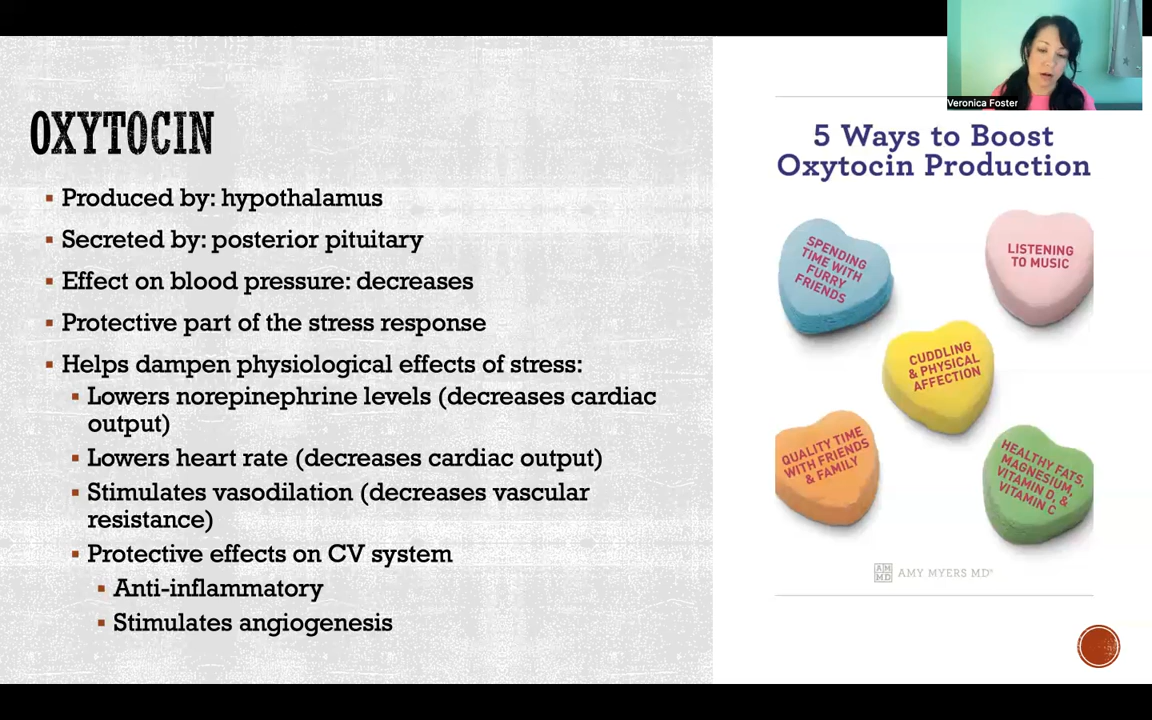 OXYTOCIN
▪ Produced by: hypothalamus
▪ Secreted by: posterior pituitary
▪ Effect on blood pressure: decreases
▪ Protective part of the stress response
▪ Helps dampen physiological effects of stress:
▪ Lowers norepinephrine levels (decreases cardiac
output)
▪ Lowers heart rate (decreases cardiac output)
▪ Stimulates vasodilation (decreases vascular
resistance)
▪ Protective effects on CV system
▪ Anti-inflammatory
▪ Stimulates angiogenesis
Veronica Foster
5 Ways to Boost
Oxytocin Production
SPENDING
TIME WITH
FURRY
FRIENDS
LISTENING
TO MUSIC
CUDDLING
& PHYSICAL
AFFECTION
QUALITY TIME
WITH FRIENDS
& FAMILY
HEALTHY FATS,
MAGNESIUM,
VITAMIN D, &
VITAMIN C
AM
MD
AMY MYERS MD®